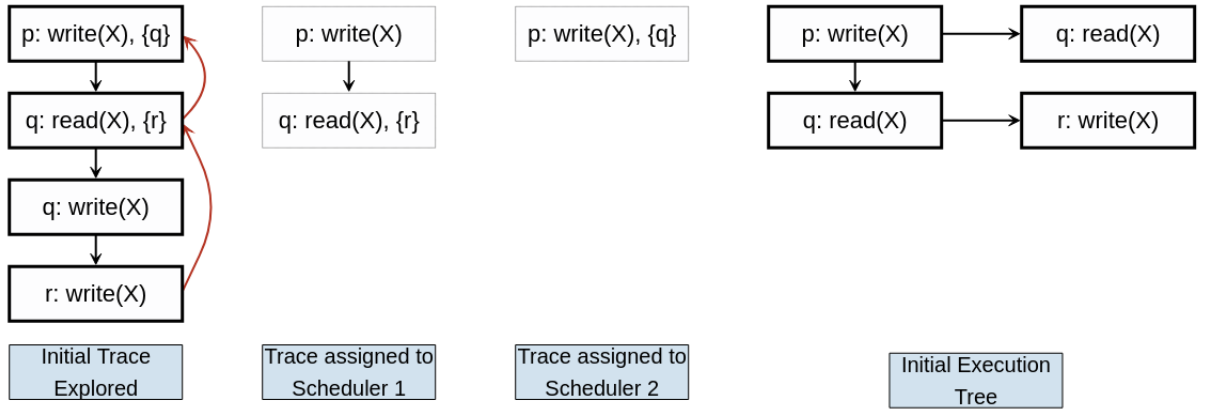 p: write(X), {q}
q: read(X), {r}
q: write(X)
r: write(X)
Initial Trace
Explored
p: write(X)
q: read(X), {r}
Trace assigned to
Scheduler 1
p: write(X), {q}
Trace assigned to
Scheduler 2
p: write(X)
q: read(X)
q: read(X)
r: write(X)
Initial Execution
Tree